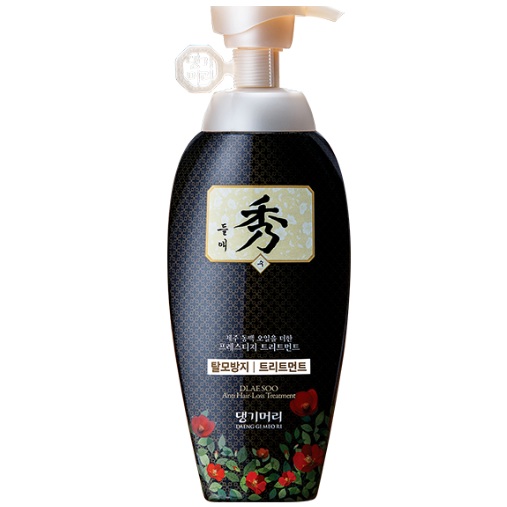 秀
들애
수
제주 동백 오일을 더한
프레스티지 트리트먼트
탈모방지 | 트리트먼트
DLAE SOO
Anti Hair Loss Treatment
댕기머리
DAENG GI MEO RI